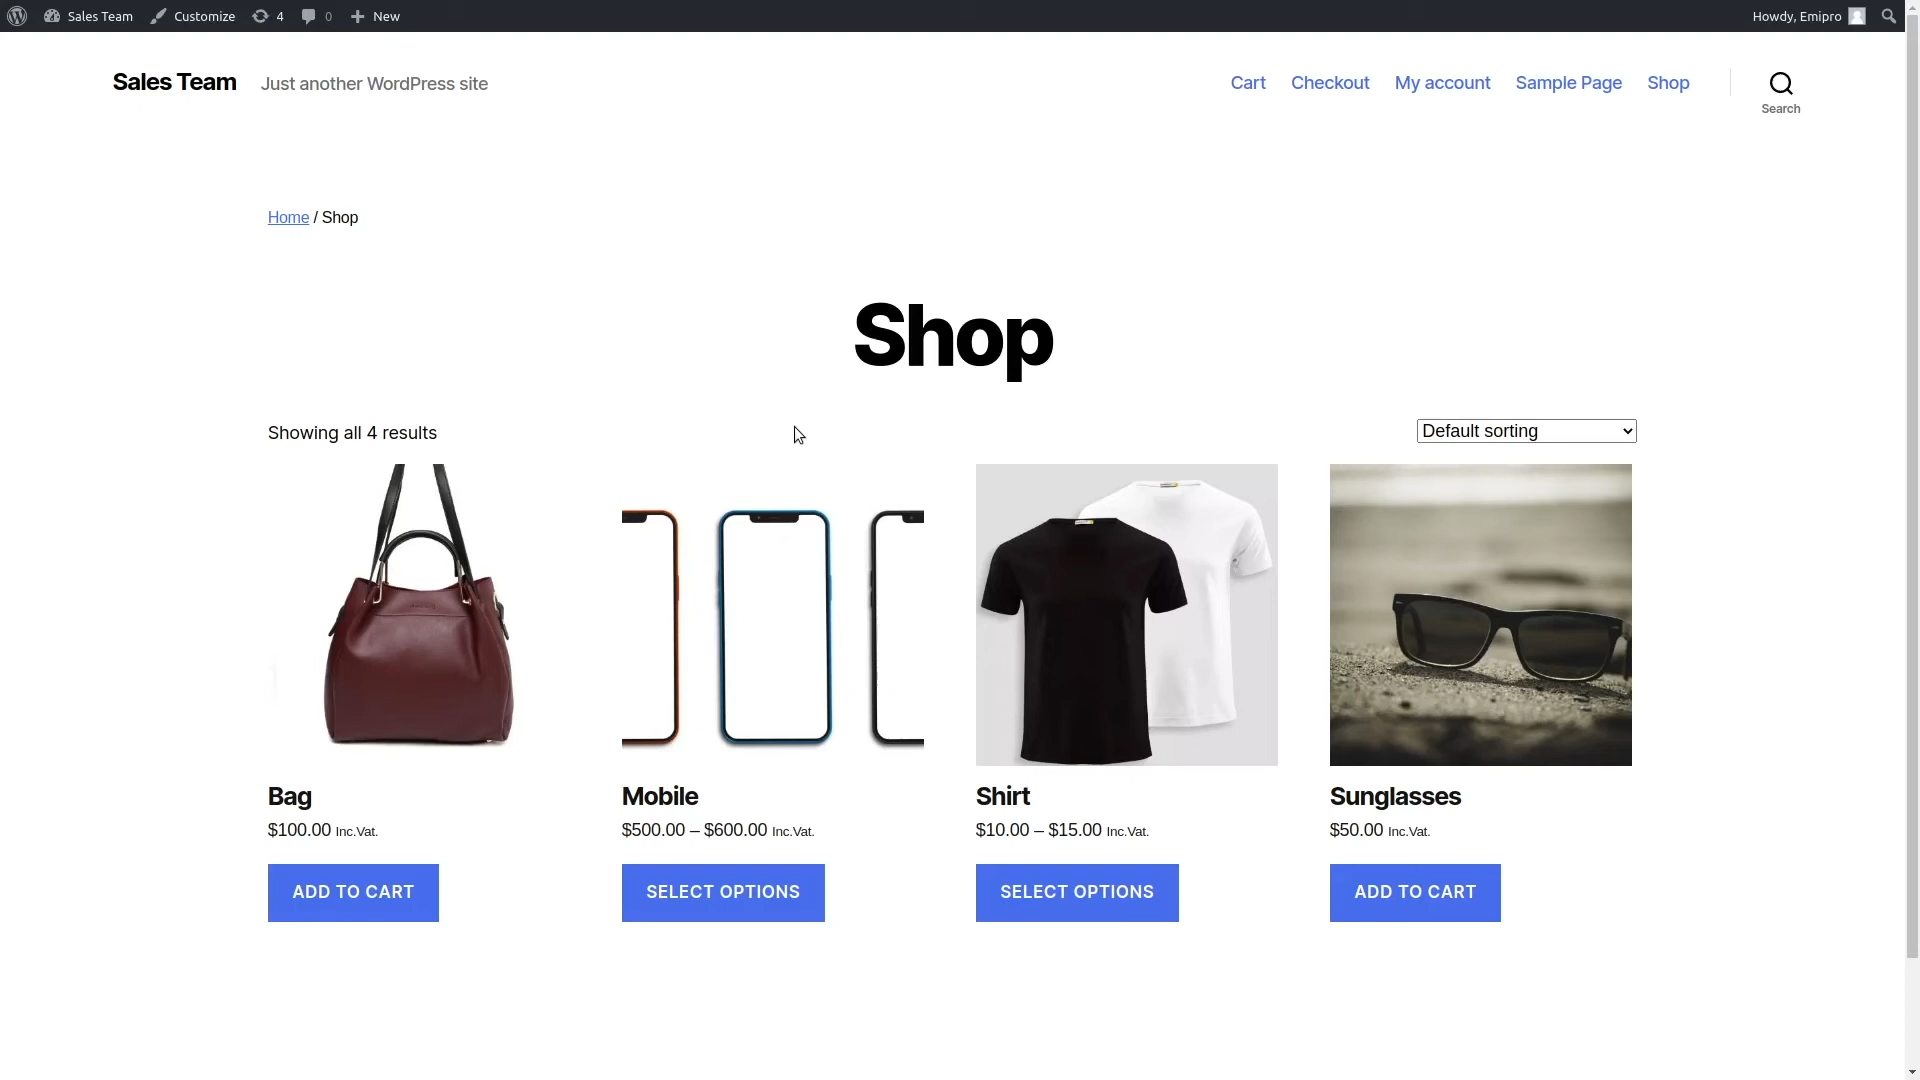 Sales Team
Customize
4
0
New
Howdy, Emipro
Sales Team
Just another WordPress site
Cart
Checkout
My account
Sample Page
Shop
Search
Home / Shop
Shop
Showing all 4 results
Default sorting
Bag
$100.00 Inc.Vat.
ADD TO CART
Mobile
$500.00 – $600.00 Inc.Vat.
SELECT OPTIONS
Shirt
$10.00 – $15.00 Inc.Vat.
SELECT OPTIONS
Sunglasses
$50.00 Inc.Vat.
ADD TO CART